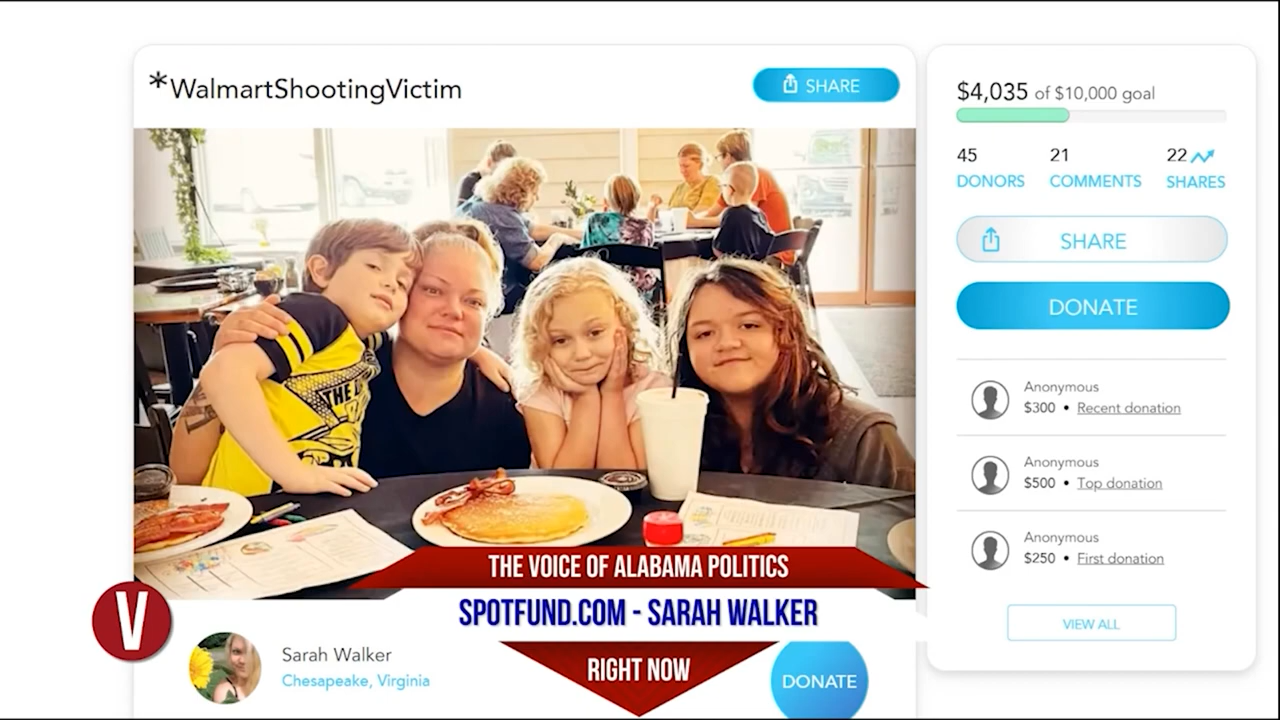 *WalmartShootingVictim
SHARE
$4,035 of $10,000 goal
45
DONORS
21
COMMENTS
22
SHARES
SHARE
DONATE
Anonymous
$300 • Recent donation
Anonymous
$500 • Top donation
Anonymous
$250 • First donation
VIEW ALL
THE VOICE OF ALABAMA POLITICS
SPOTFUND.COM - SARAH WALKER
RIGHT NOW
V
Sarah Walker
Chesapeake, Virginia
DONATE